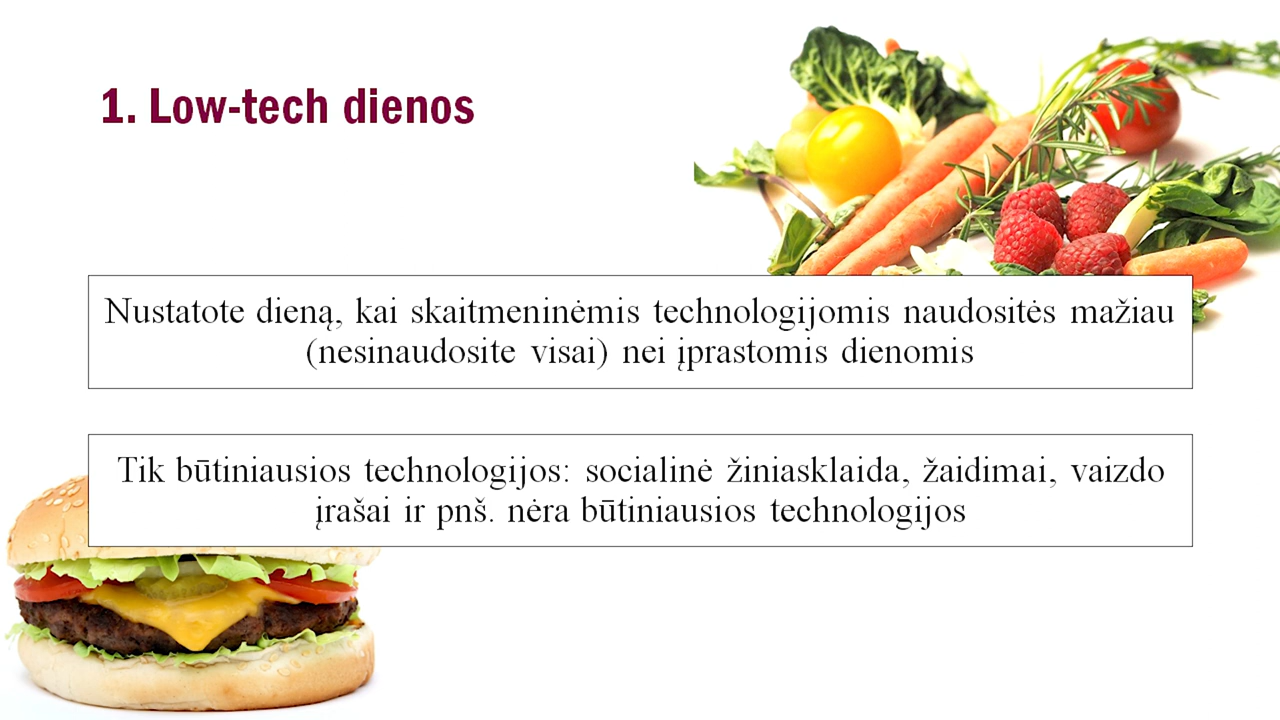 1. Low-tech dienos
Nustatote dieną, kai skaitmeninėmis technologijomis naudositės mažiau
(nesinaudosite visai) nei įprastomis dienomis
Tik būtiniausios technologijos: socialinė žiniasklaida, žaidimai, vaizdo
įrašai ir pnš. nėra būtiniausios technologijos